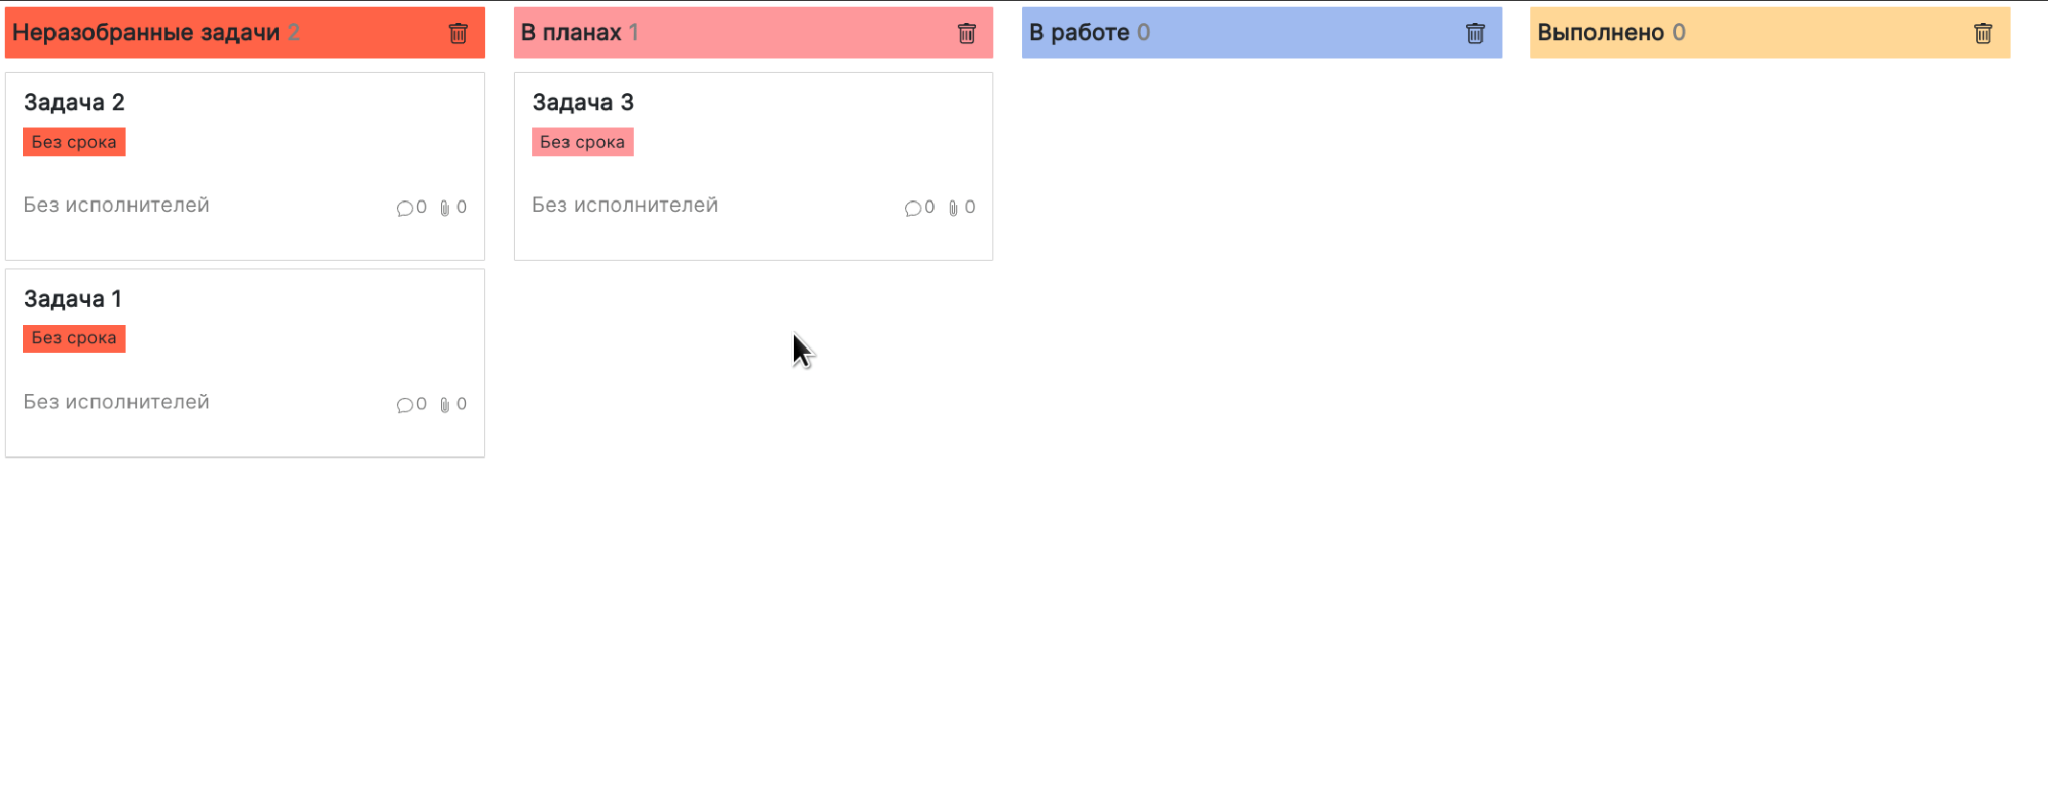 Неразобранные задачи 2
Задача 2
Без срока
Без исполнителей 0 0
Задача 1
Без срока
Без исполнителей 0 0
В планах 1
Задача 3
Без срока
Без исполнителей 0 0
В работе 0
Выполнено 0